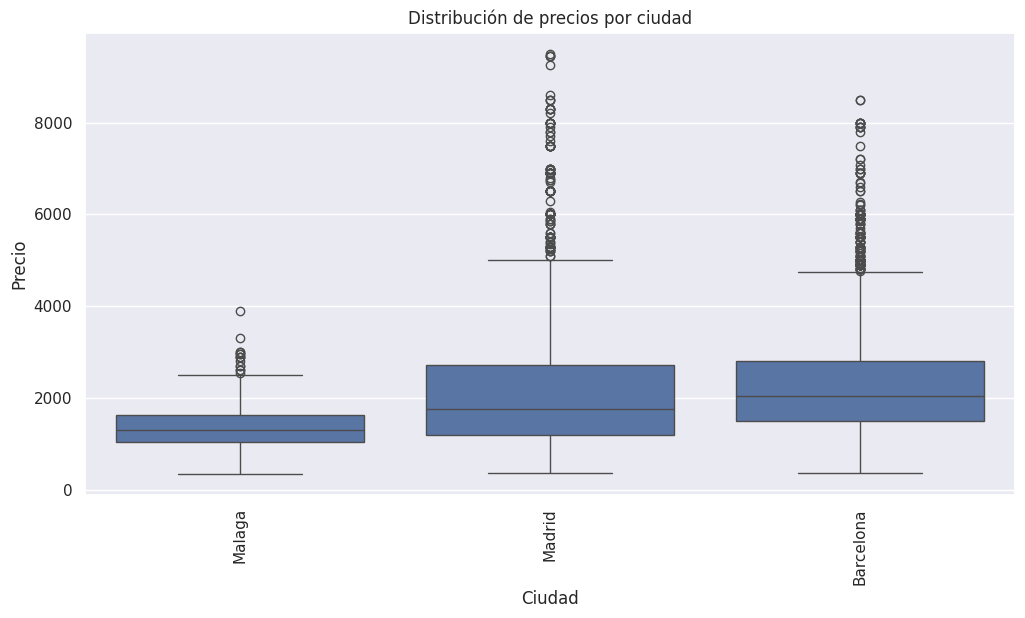 Distribución de precios por ciudad
8000
6000
4000
2000
0
Precio
Malaga
Madrid
Barcelona
Ciudad